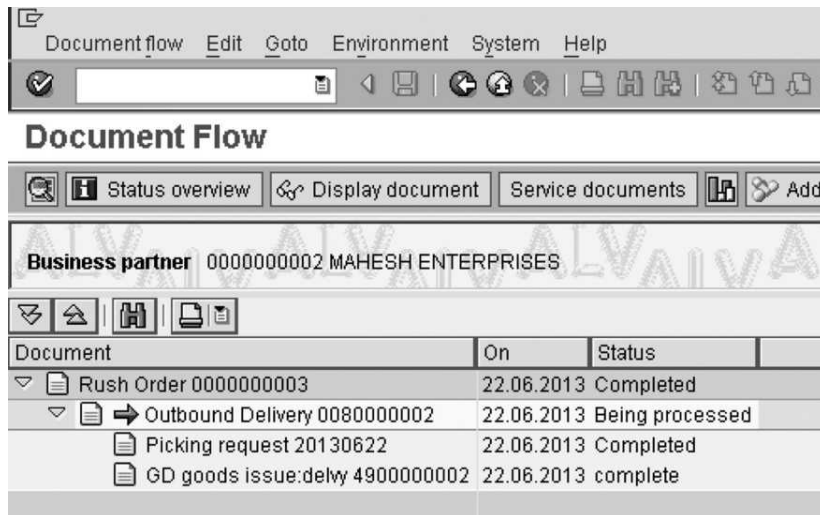 Document flow Edit Goto Environment System Help
Document Flow
Status overview Display document Service documents Add
Business partner 0000000002 MAHESH ENTERPRISES
Document On Status
Rush Order 0000000003 22.06.2013 Completed
Outbound Delivery 0080000002 22.06.2013 Being processed
Picking request 20130622 22.06.2013 Completed
GD goods issue:delvy 4900000002 22.06.2013 complete